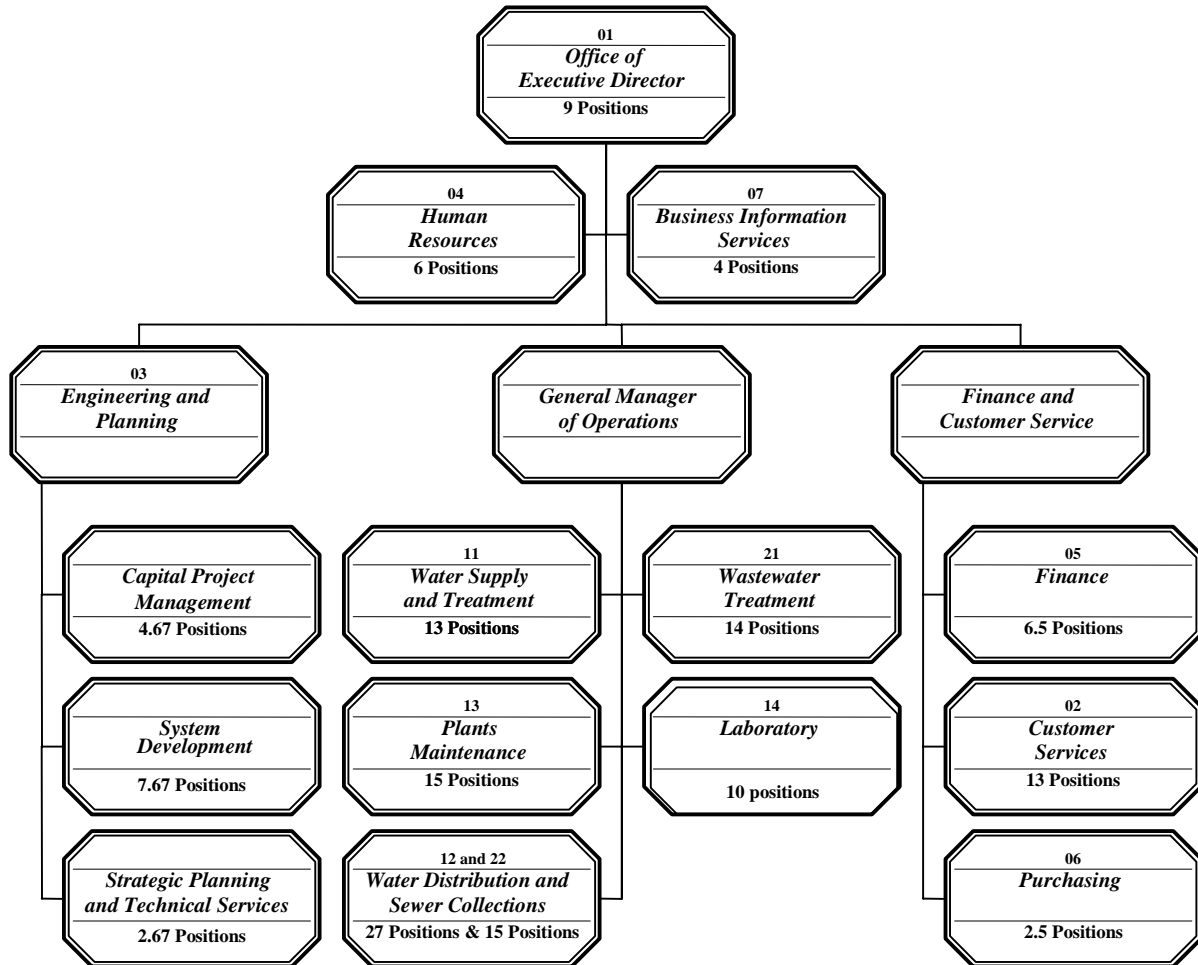 01
Office of
Executive Director
9 Positions
04
Human
Resources
6 Positions
07
Business Information
Services
4 Positions
03
Engineering and
Planning
General Manager
of Operations
Finance and
Customer Service
Capital Project
Management
4.67 Positions
11
Water Supply
and Treatment
13 Positions
21
Wastewater
Treatment
14 Positions
05
Finance
6.5 Positions
System
Development
7.67 Positions
13
Plants
Maintenance
15 Positions
14
Laboratory
10 positions
02
Customer
Services
13 Positions
Strategic Planning
and Technical Services
2.67 Positions
12 and 22
Water Distribution and
Sewer Collections
27 Positions & 15 Positions
06
Purchasing
2.5 Positions